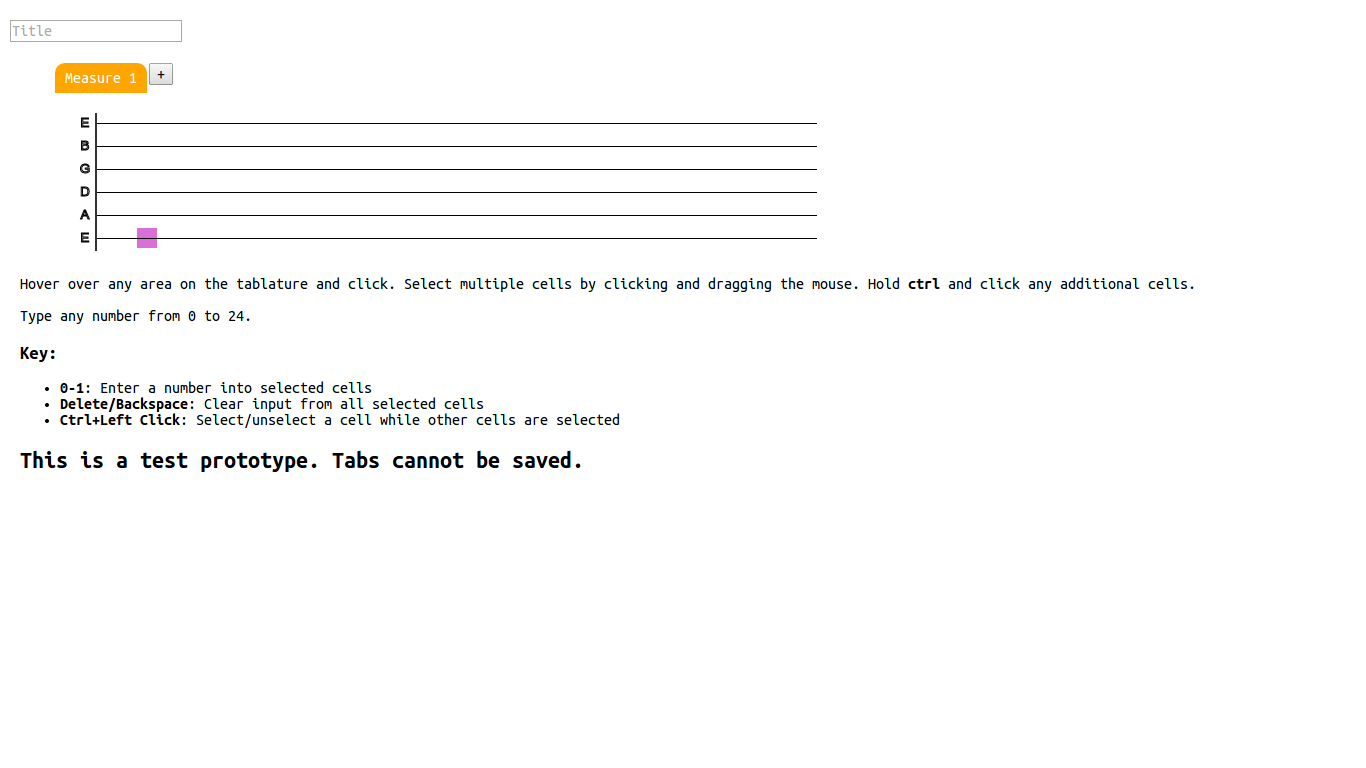 Title
Measure 1 +
E
B
G
D
A
E
Hover over any area on the tablature and click. Select multiple cells by clicking and dragging the mouse. Hold ctrl and click any additional cells.
Type any number from 0 to 24.
Key:
• 0-1: Enter a number into selected cells
• Delete/Backspace: Clear input from all selected cells
• Ctrl+Left Click: Select/unselect a cell while other cells are selected
This is a test prototype. Tabs cannot be saved.